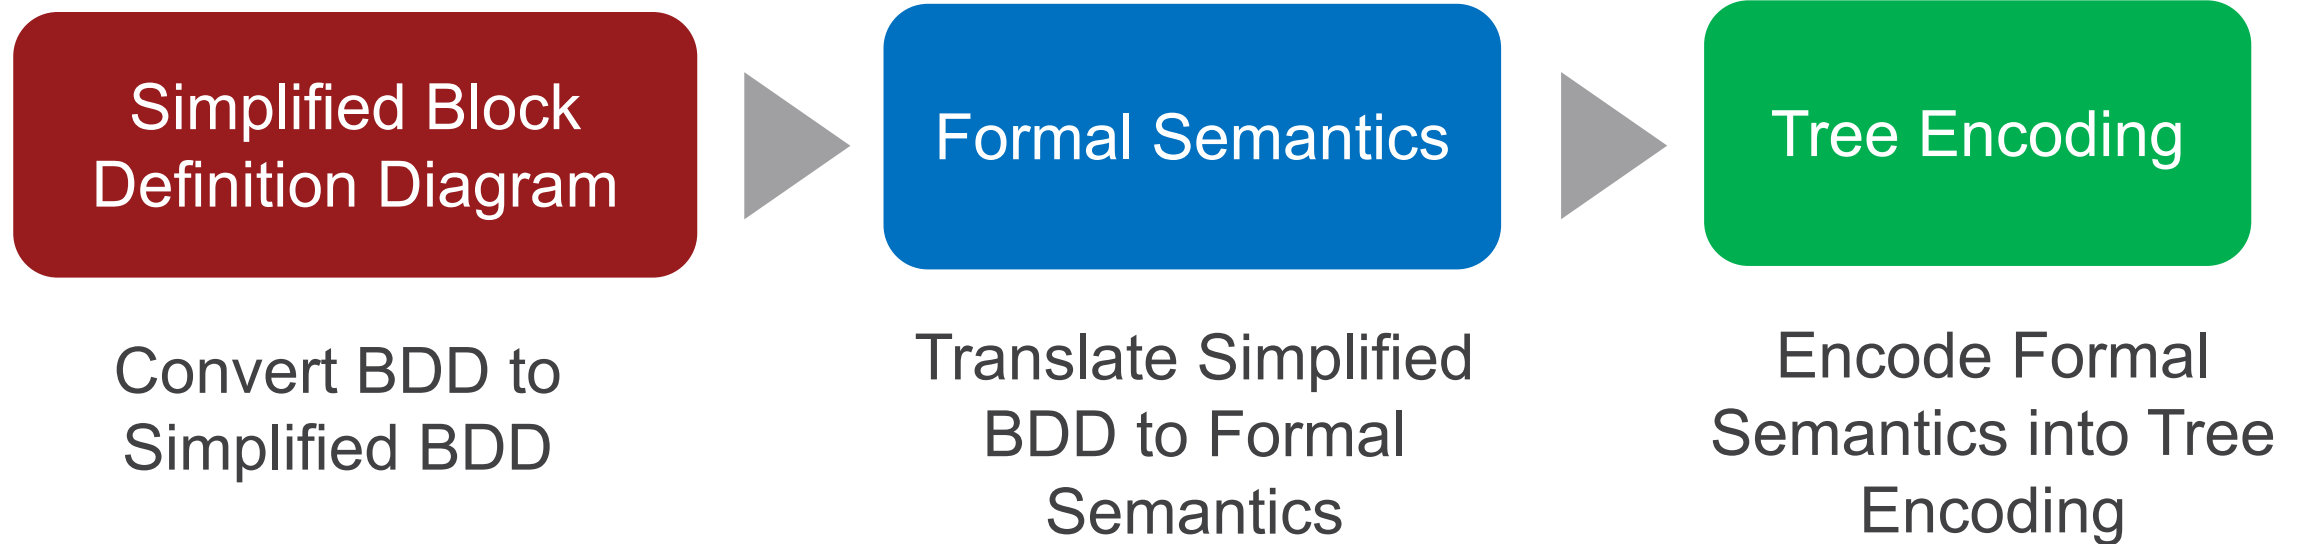 Simplified Block
Definition Diagram
Formal Semantics
Tree Encoding
Convert BDD to
Simplified BDD
Translate Simplified
BDD to Formal
Semantics
Encode Formal
Semantics into Tree
Encoding